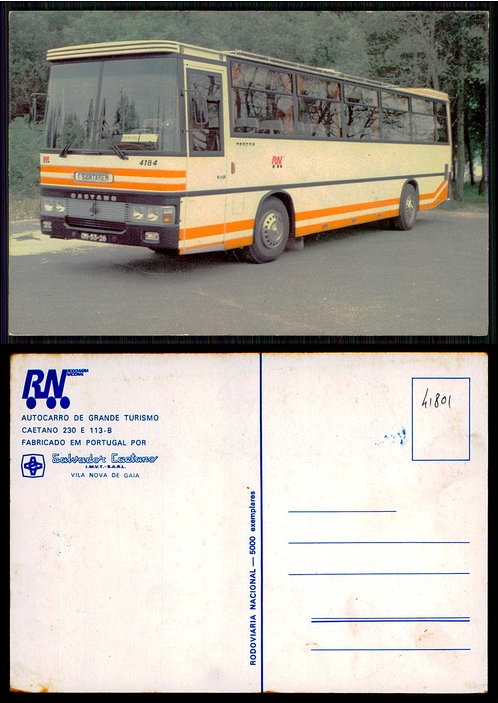 4184
SANTAREM
CAETANO
RN
RN RODOVIARIA
NACIONAL
AUTOCARRO DE GRANDE TURISMO
CAETANO 230 E 113-B
FABRICADO EM PORTUGAL POR
Salvador Caetano
I.M.V.T.-S.A.R.L.
VILA NOVA DE GAIA
RODOVIARIA NACIONAL — 5000 exemplares
41801